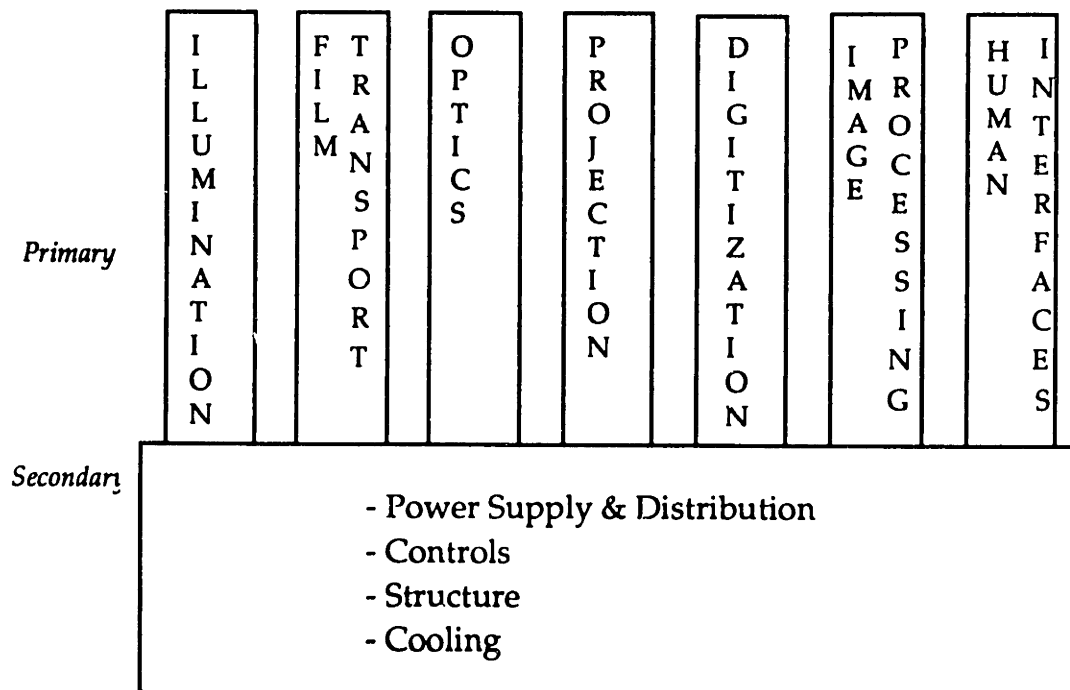 ILLUMINATION
FILM
TRANSPORT
OPTICS
PROJECTION
DIGITIZATION
IMAGE
PROCESSING
HUMAN
INTERFACES
Primary
Secondary
- Power Supply & Distribution
- Controls
- Structure
- Cooling